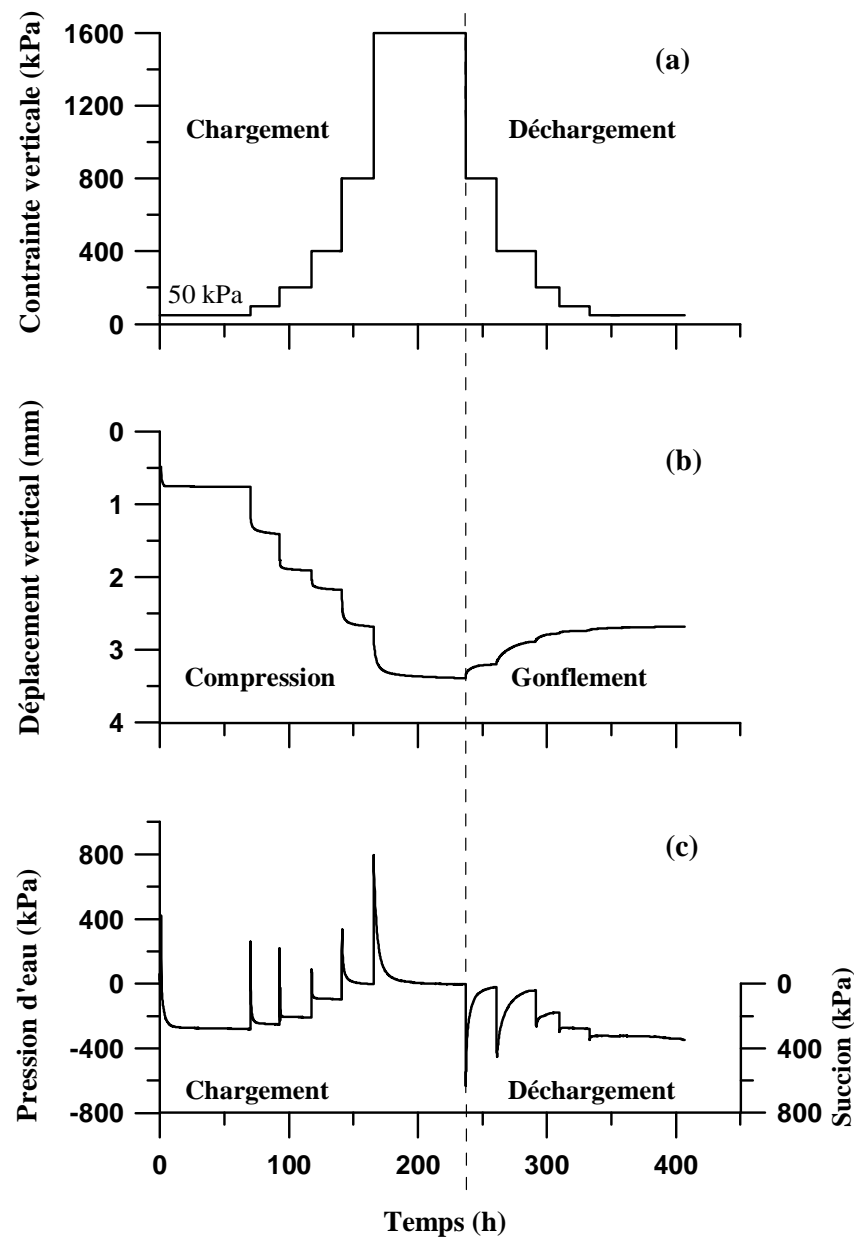 Contrainte verticale (kPa)
1600
1200
800
400
0
(a)
Chargement
Déchargement
50 kPa
Déplacement vertical (mm)
0
1
2
3
4
(b)
Compression
Gonflement
Pression d'eau (kPa)
800
400
0
-400
-800
(c)
Chargement
Déchargement
0
400
800
Succion (kPa)
0
100
200
300
400
Temps (h)